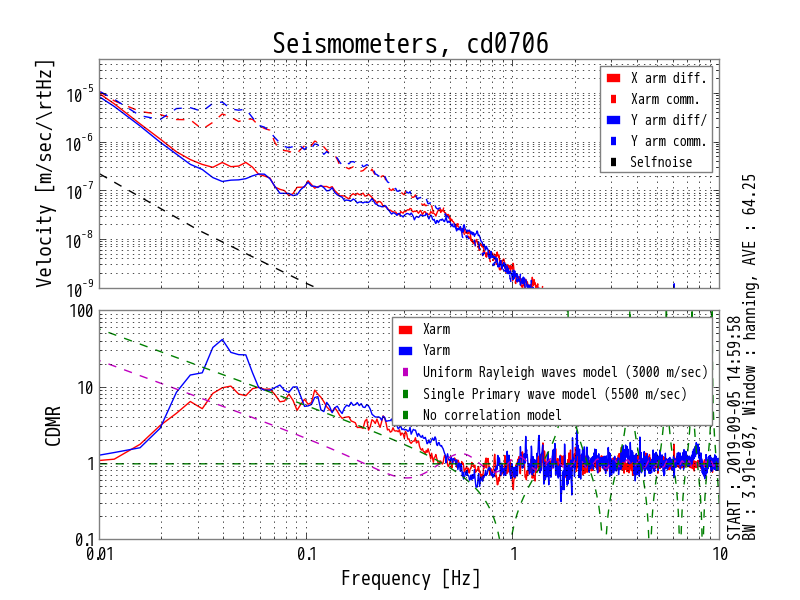 Seismometers, cd0706
Velocity [m/sec/\rtHz]
10^-5
10^-6
10^-7
10^-8
10^-9
X arm diff.
Xarm comm.
Y arm diff/
Y arm comm.
Selfnoise
CDMR
100
10
1
0.1
Xarm
Yarm
Uniform Rayleigh waves model (3000 m/sec)
Single Primary wave model (5500 m/sec)
No correlation model
0.01
0.1
1
10
Frequency [Hz]
START : 2019-09-05 14:59:58
BW : 3.91e-03, Window : hanning, AVE : 64.25